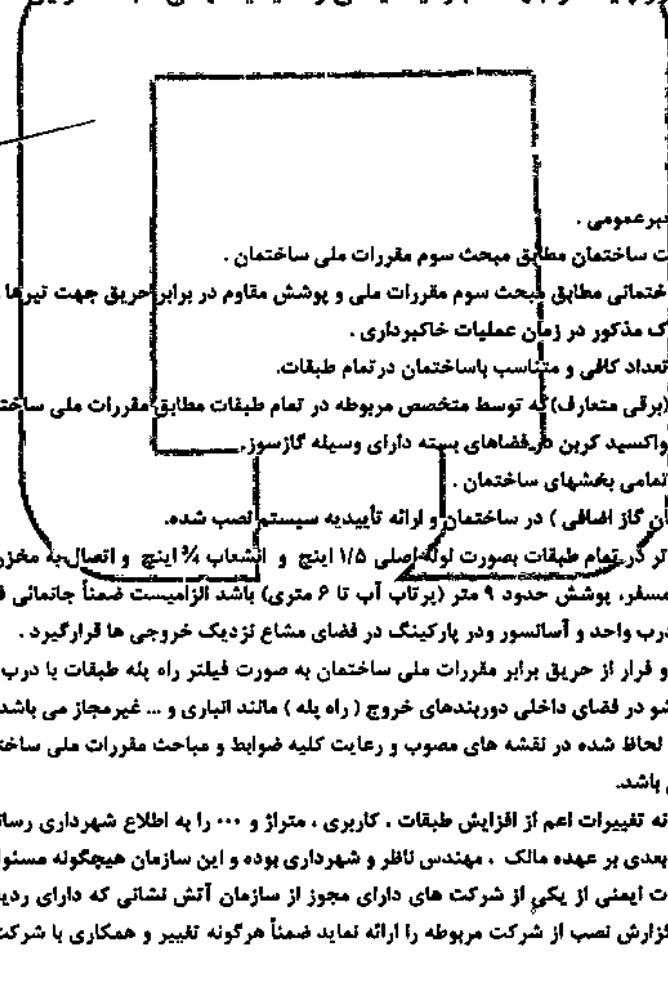 غیرعمومی .
ت ساختمان مطابق مبحث سوم مقررات ملی ساختمان .
ختمانی مطابق مبحث سوم مقررات ملی و پوشش مقاوم در برابر حریق جهت تیرها
ک مذکور در زمان عملیات خاکبرداری .
تعداد کافی و متناسب باساختمان درتمام طبقات.
(برقی متعارف) که توسط متخصص مربوطه در تمام طبقات مطابق مقررات ملی ساخت
واکسید کربن در فضاهای بسته دارای وسیله گازسوز.
تمامی بخشهای ساختمان .
ان گاز اضافی ) در ساختمان و ارائه تأییدیه سیستم نصب شده.
تر در تمام طبقات بصورت لوله اصلی ۱/۵ اینچ و انشعاب ¾ اینچ و اتصال به مخزن
مسفر، پوشش حدود ۹ متر (پرتاب آب تا ۶ متری) باشد الزامیست ضمناً جانمائی ف
درب واحد و آسانسور ودر پارکینگ در فضای مشاع نزدیک خروجی ها قرارگیرد .
و فرار از حریق برابر مقررات ملی ساختمان به صورت فیلتر راه پله طبقات با درب
شو در فضای داخلی دوربندهای خروج ( راه پله ) مانند انباری و ... غیرمجاز می باشد
لحاظ شده در نقشه های مصوب و رعایت کلیه ضوابط و مباحث مقررات ملی ساخت
باشد.
نه تغییرات اعم از افزایش طبقات ، کاربری ، متراژ و ... را به اطلاع شهرداری رسان
بعدی بر عهده مالک ، مهندس ناظر و شهرداری بوده و این سازمان هیچگونه مسئول
ت ایمنی از یکی از شرکت های دارای مجوز از سازمان آتش نشانی که دارای ردی
گزارش نصب از شرکت مربوطه را ارائه نماید ضمناً هرگونه تغییر و همکاری با شرکت